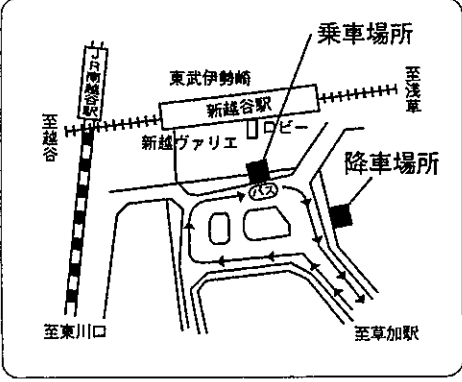 乗車場所
JR南越谷駅
東武伊勢崎
至浅草
新越谷駅
至越谷
新越ヴァリエ
ロビー
降車場所
バス
至東川口
至草加駅